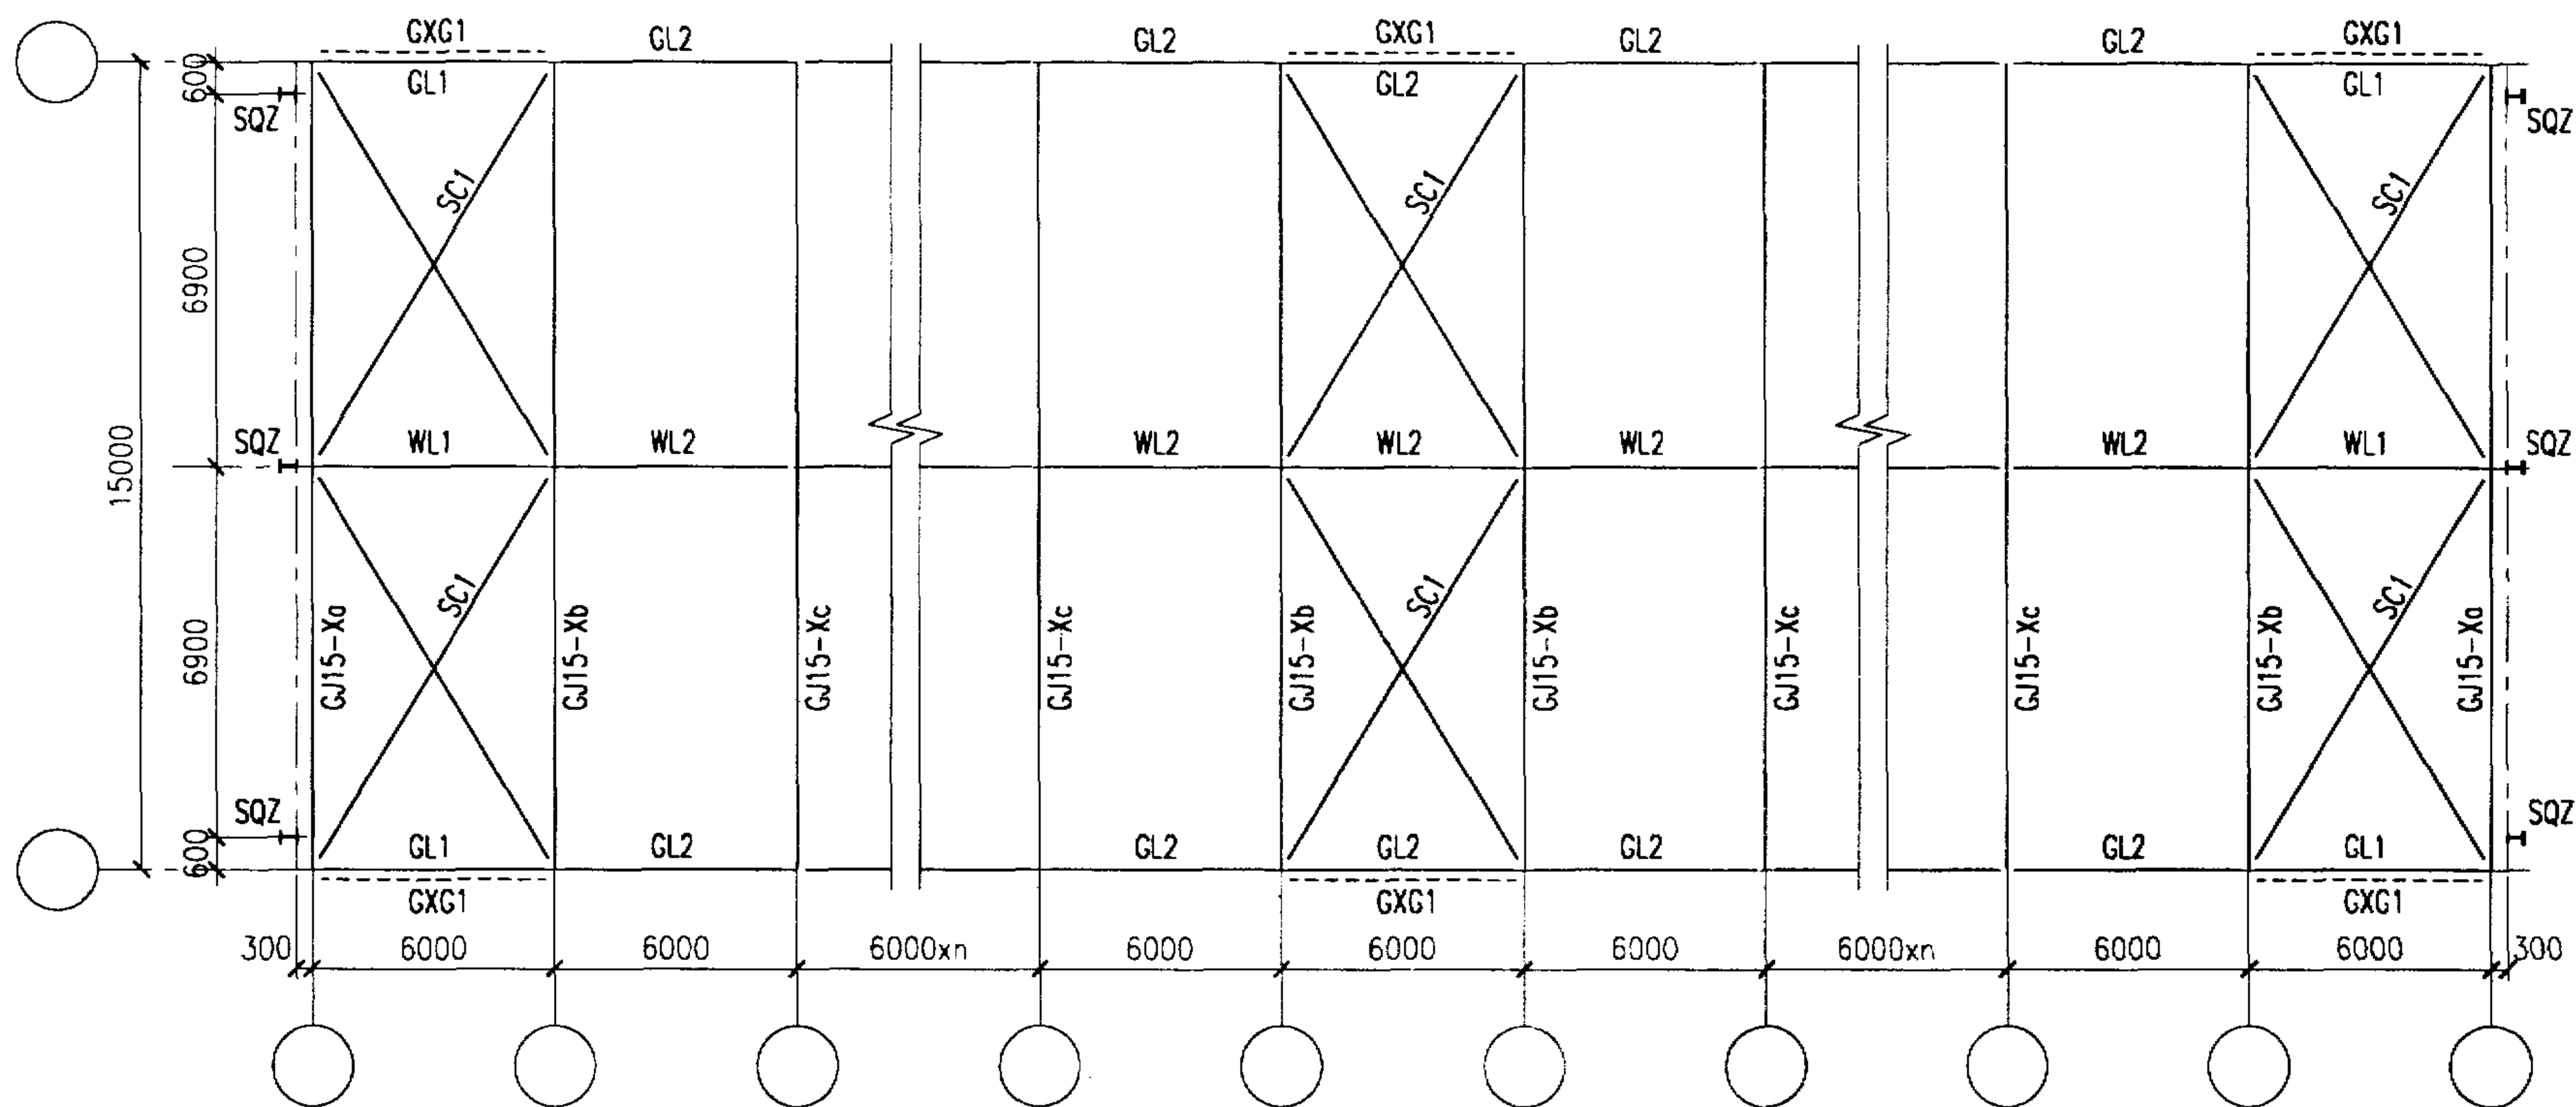 GXG1 GL2 GL2 GXG1 GL2 GL2 GXG1
GL1 GL2 GL1
600
SQZ SQZ
SC1 SC1 SC1
6900
15000
SQZ WL1 WL2 WL2 WL2 WL2 WL2 WL1 SQZ
SC1 SC1 SC1
6900
GJ15-Xa GJ15-Xb GJ15-Xc GJ15-Xc GJ15-Xb GJ15-Xb GJ15-Xc GJ15-Xc GJ15-Xb GJ15-Xa
SQZ SQZ
600
GL1 GL2 GL2 GL2 GL2 GL2 GL1
GXG1 GXG1 GXG1
300 6000 6000 6000xn 6000 6000 6000 6000xn 6000 6000 300